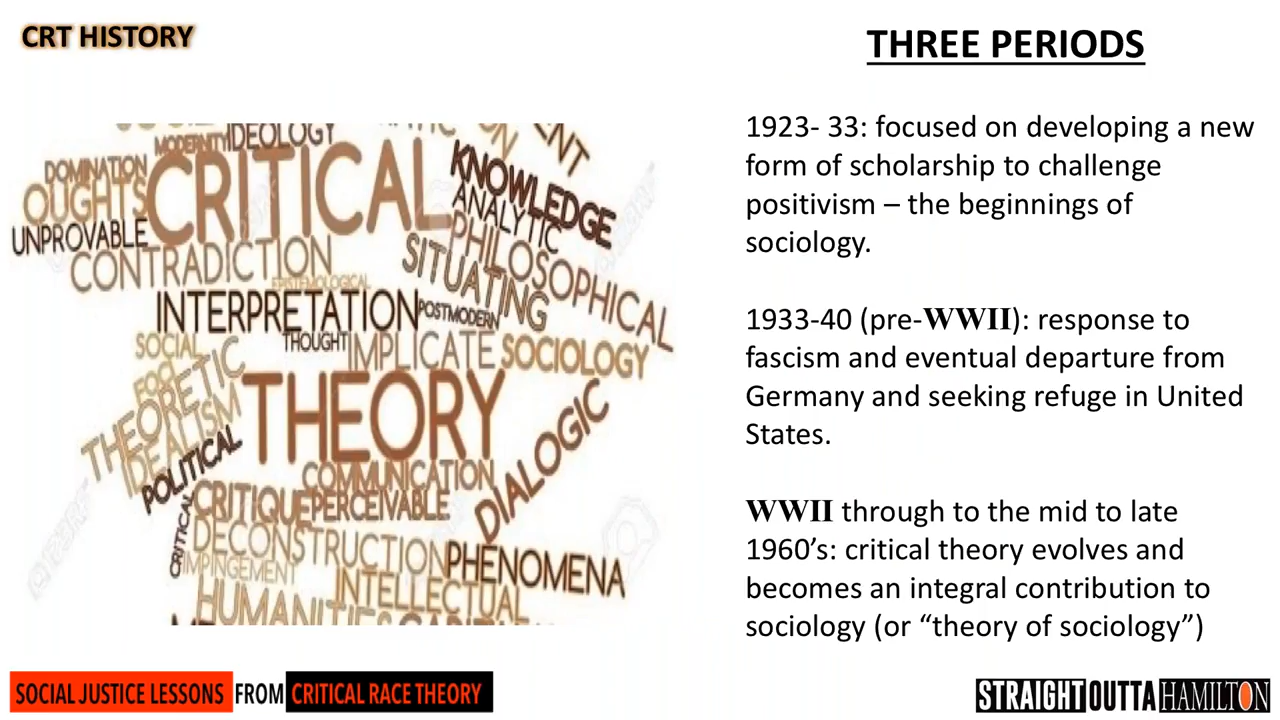 CRT HISTORY
THREE PERIODS
1923- 33: focused on developing a new
form of scholarship to challenge
positivism – the beginnings of
sociology.
1933-40 (pre-WWII): response to
fascism and eventual departure from
Germany and seeking refuge in United
States.
WWII through to the mid to late
1960’s: critical theory evolves and
becomes an integral contribution to
sociology (or “theory of sociology”)
MODERNITY
IDEOLOGY
DOMINATION
CRITICAL
KNOWLEDGE
OUGHTS
ANALYTIC
UNPROVABLE
PHILOSOPHICAL
CONTRADICTION
SITUATING
EPISTEMOLOGICAL
INTERPRETATION
POSTMODERN
THOUGHT
IMPLICATE
SOCIAL
SOCIOLOGY
FOCI
THEORETIC
IDEALISM
THEORY
DIALOGIC
POLITICAL
COMMUNICATION
CRITIQUE
PERCEIVABLE
CRITICAL
DECONSTRUCTION
PHENOMENA
IMPINGEMENT
INTELLECTUAL
HUMANITIES
SOCIAL JUSTICE LESSONS FROM CRITICAL RACE THEORY
STRAIGHT OUTTA HAMILTON